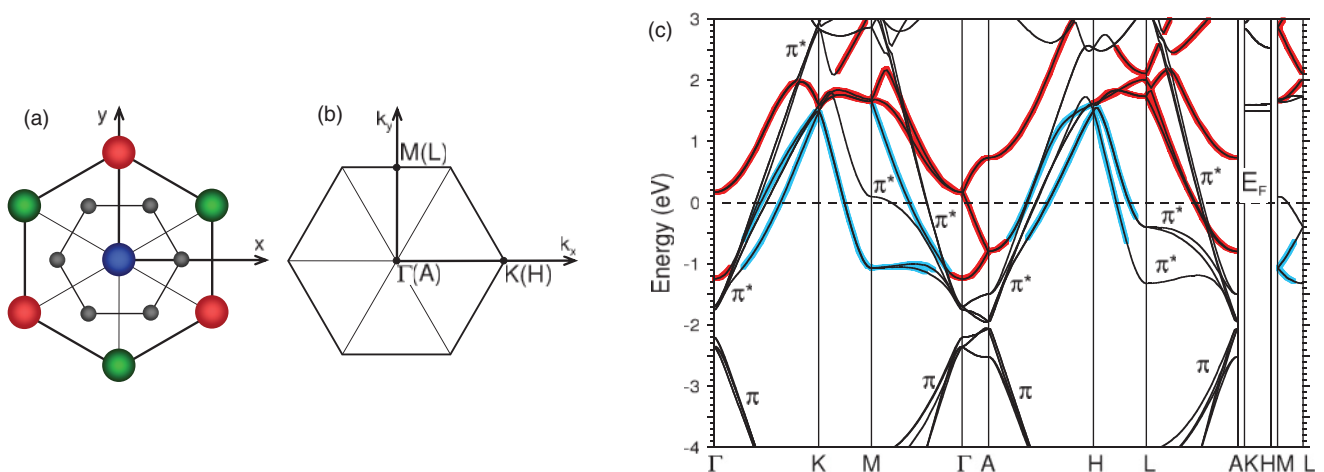 (a)
y
x
(b)
k_y
M(L)
Γ(A)
K(H)
k_x
(c)
Energy (eV)
3
2
1
0
-1
-2
-3
-4
π*
π*
π*
π*
π*
π*
π*
π*
π
π
π
π
E_F
Γ K M Γ A H L A K H M L